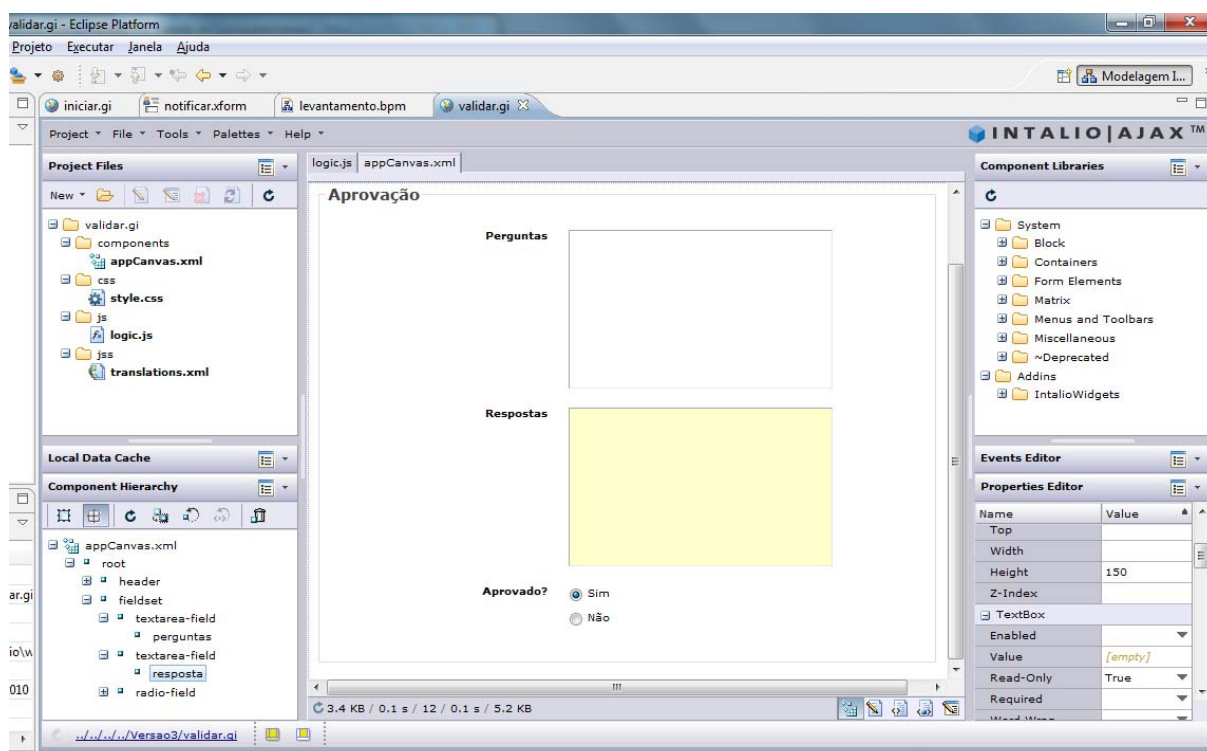 validar.gi - Eclipse Platform
Projeto Executar Janela Ajuda
Modelagem I...
iniciar.gi notificar.xform levantamento.bpm validar.gi
Project File Tools Palettes Help
INTALIO|AJAX™
Project Files
New
validar.gi
components
appCanvas.xml
css
style.css
js
logic.js
jss
translations.xml
Local Data Cache
Component Hierarchy
appCanvas.xml
root
header
fieldset
textarea-field
perguntas
textarea-field
resposta
radio-field
ar.gi
io\w
010
logic.js appCanvas.xml
Aprovação
Perguntas
Respostas
Aprovado? Sim
Não
3.4 KB / 0.1 s / 12 / 0.1 s / 5.2 KB
Component Libraries
System
Block
Containers
Form Elements
Matrix
Menus and Toolbars
Miscellaneous
~Deprecated
Addins
IntalioWidgets
Events Editor
Properties Editor
Name Value
Top
Width
Height 150
Z-Index
TextBox
Enabled
Value [empty]
Read-Only True
Required
../../../../Versao3/validar.gi